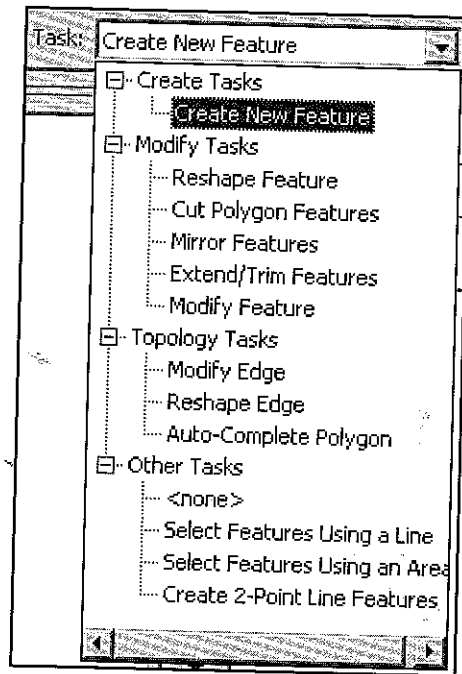 Task: Create New Feature
Create Tasks
Create New Feature
Modify Tasks
Reshape Feature
Cut Polygon Features
Mirror Features
Extend/Trim Features
Modify Feature
Topology Tasks
Modify Edge
Reshape Edge
Auto-Complete Polygon
Other Tasks
<none>
Select Features Using a Line
Select Features Using an Area
Create 2-Point Line Features